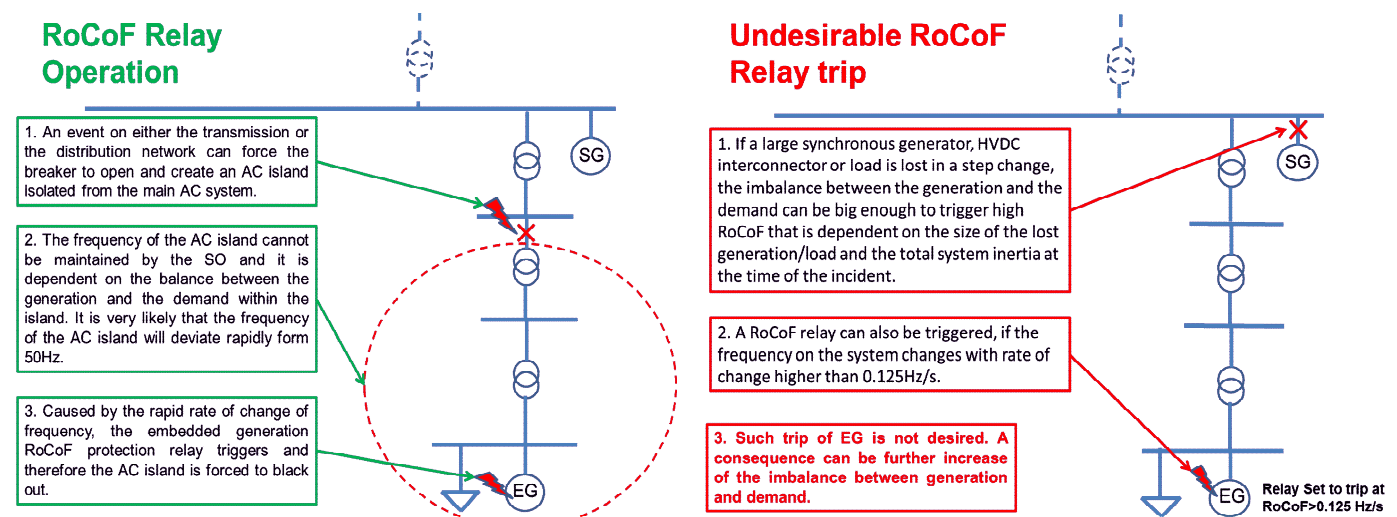 RoCoF Relay
Operation
1. An event on either the transmission or
the distribution network can force the
breaker to open and create an AC island
isolated from the main AC system.
2. The frequency of the AC island cannot
be maintained by the SO and it is
dependent on the balance between the
generation and the demand within the
island. It is very likely that the frequency
of the AC island will deviate rapidly form
50Hz.
3. Caused by the rapid rate of change of
frequency, the embedded generation
RoCoF protection relay triggers and
therefore the AC island is forced to black
out.
SG
EG
Undesirable RoCoF
Relay trip
1. If a large synchronous generator, HVDC
interconnector or load is lost in a step change,
the imbalance between the generation and the
demand can be big enough to trigger high
RoCoF that is dependent on the size of the lost
generation/load and the total system inertia at
the time of the incident.
2. A RoCoF relay can also be triggered, if the
frequency on the system changes with rate of
change higher than 0.125Hz/s.
3. Such trip of EG is not desired. A
consequence can be further increase
of the imbalance between generation
and demand.
SG
EG
Relay Set to trip at
RoCoF>0.125 Hz/s